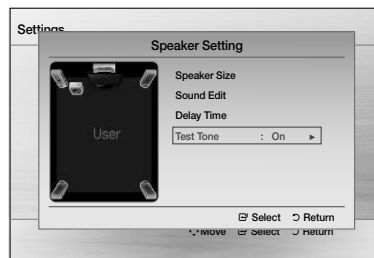 Settings
Speaker Setting
Speaker Size
Sound Edit
Delay Time
Test Tone : On ►
User
Select Return
Move Select Return